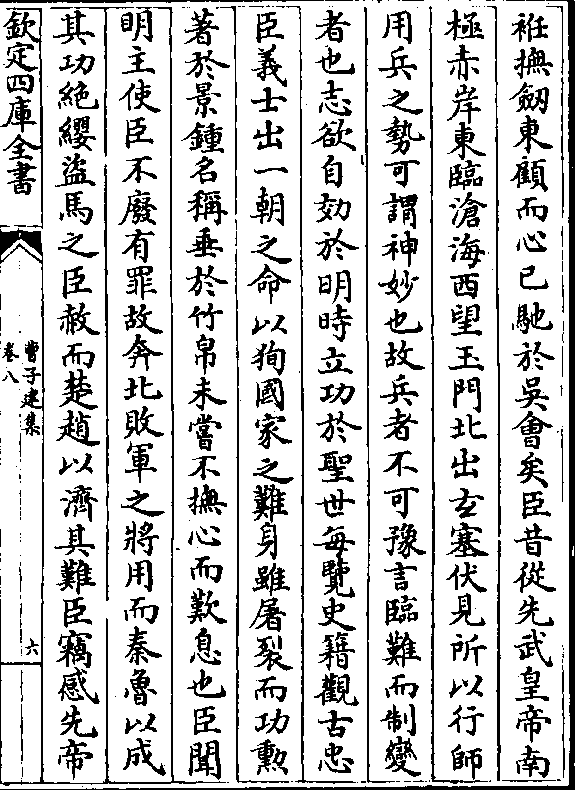 袵撫劒東顧而心已馳於吳會矣臣昔從先武皇帝南
極赤岸東臨滄海西望玉門北出玄塞伏見所以行師
用兵之勢可謂神妙也故兵者不可豫言臨難而制變
者也志欲自効於明時立功於聖世每覽史籍觀古忠
臣義士出一朝之命以狥國家之難身雖屠裂而功勲
著於景鍾名稱垂於竹帛未嘗不撫心而歎息也臣聞
明主使臣不廢有罪故奔北敗軍之將用而秦魯以成
其功絶纓盜馬之臣赦而楚趙以濟其難臣竊感先帝
欽定四庫全書
曹子建集
卷八
六